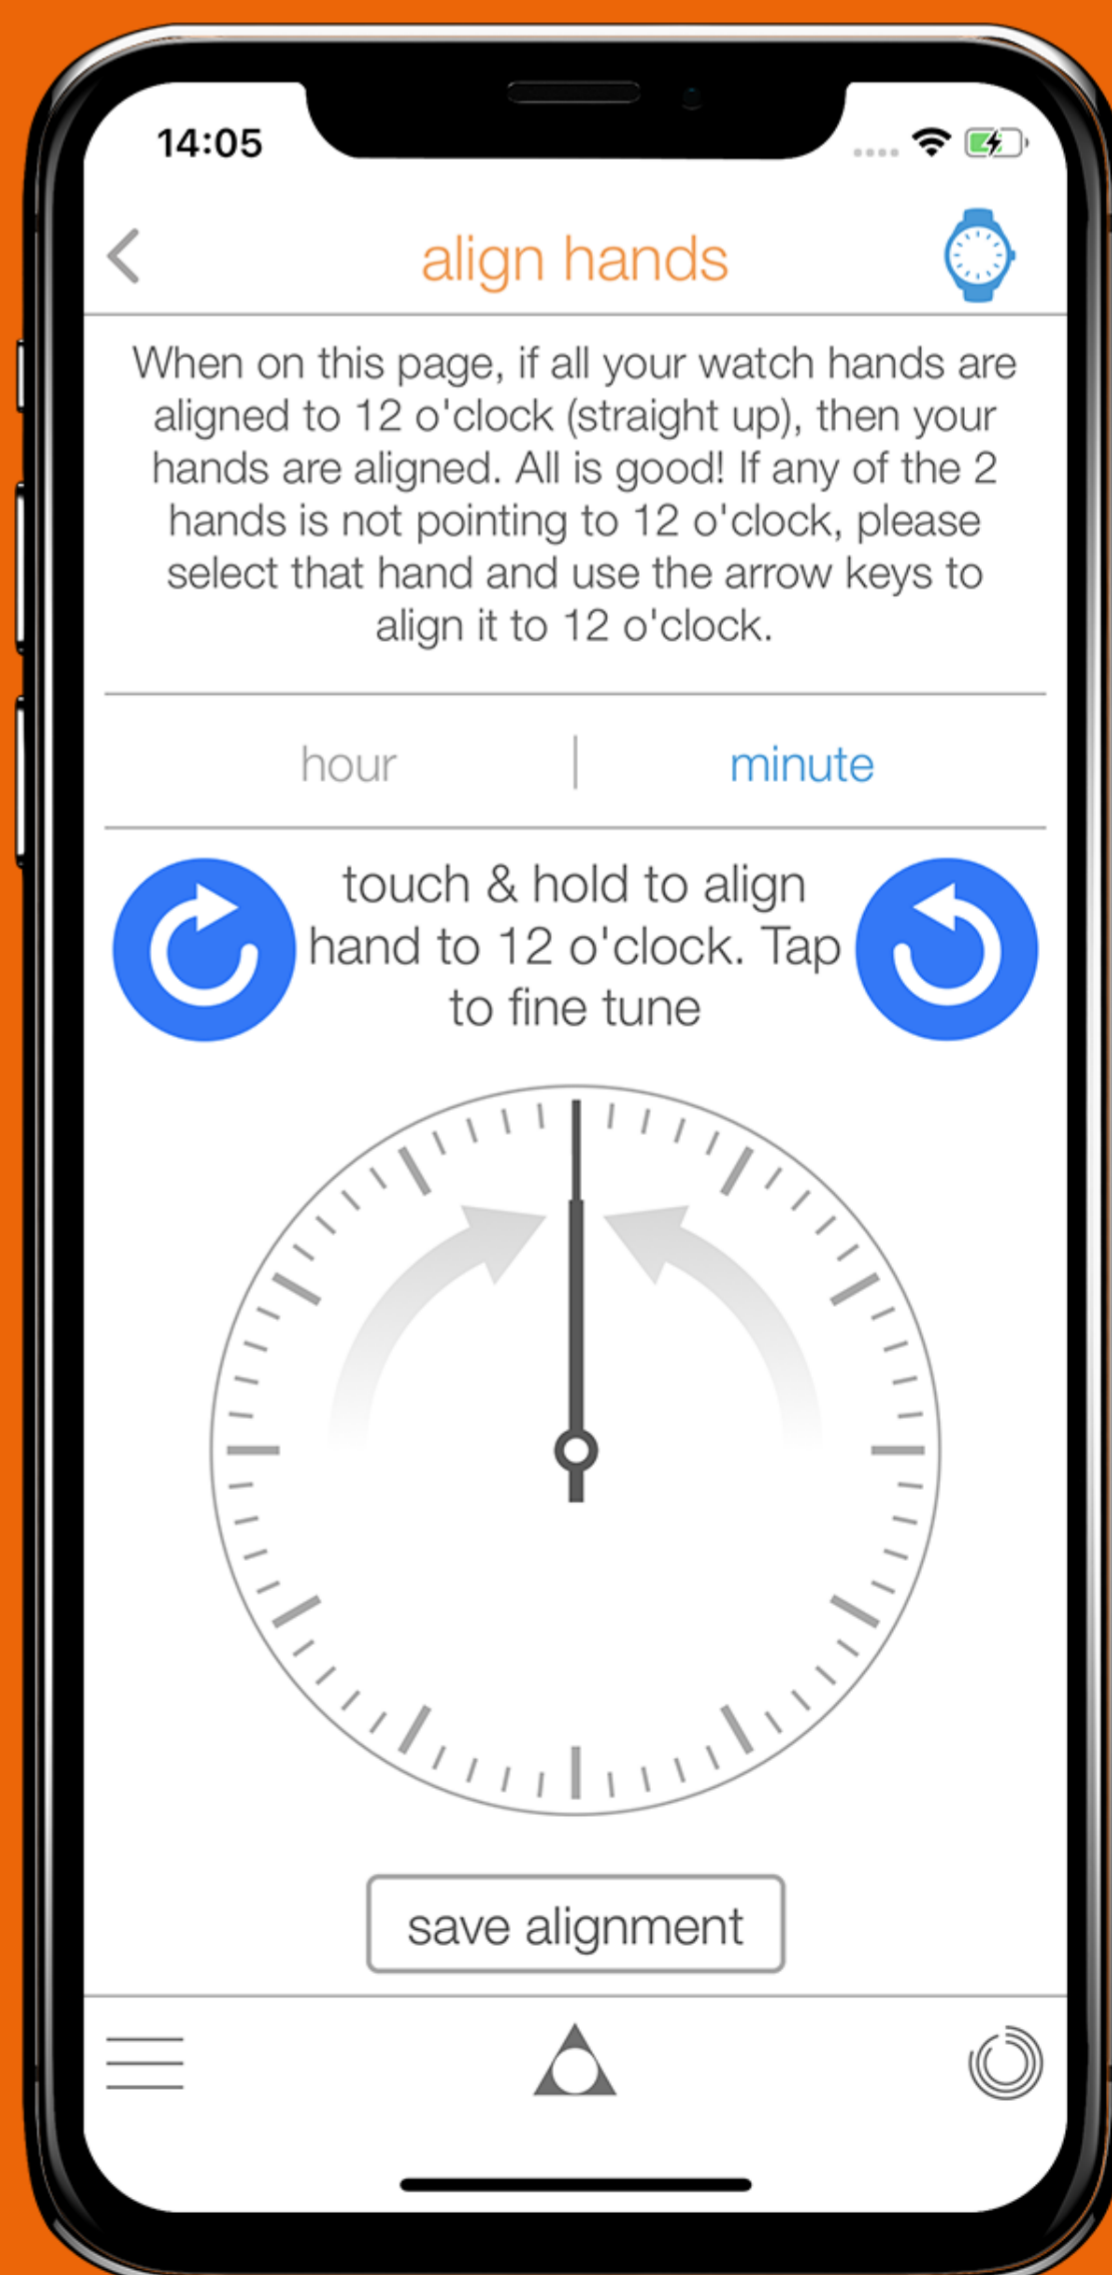 14:05
align hands
When on this page, if all your watch hands are
aligned to 12 o'clock (straight up), then your
hands are aligned. All is good! If any of the 2
hands is not pointing to 12 o'clock, please
select that hand and use the arrow keys to
align it to 12 o'clock.
hour | minute
touch & hold to align
hand to 12 o'clock. Tap
to fine tune
save alignment